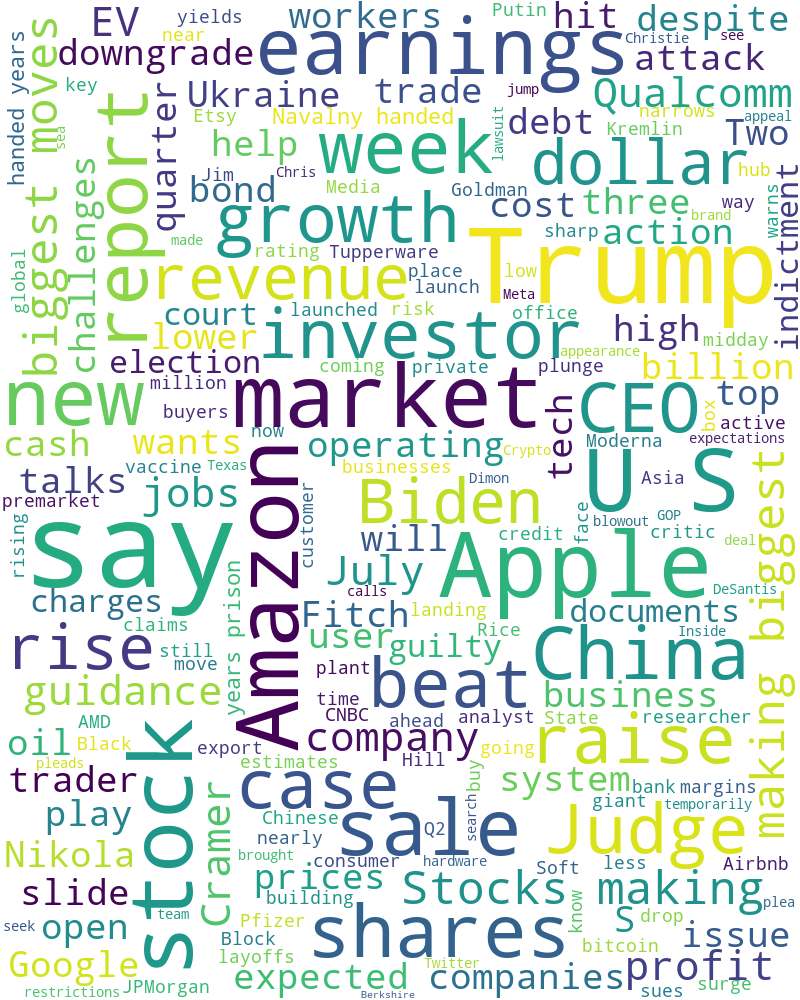 EV
yields
workers
hit
Putin
despite
near
downgrade
earnings
Christie
see
attack
moves
key
handed years
Ukraine
trade
jump
Qualcomm
report
quarter
Etsy
Navalny handed
debt
narrows
appeal
Kremlin
Two
sea
help
week
lawsuit
dollar
hub
challenges
Jim
Chris
Media
Goldman
bond
growth
cost
three
way
warns
brand
biggest moves
made
rating
Tupperware
sharp
action
indictment
global
revenue
place
launch
low
Trump
Meta
court
launched
risk
office
lower
investor
high
midday
appearance
election
coming
private
plunge
billion
new
million
buyers
market
CEO
top
box
active
cash
wants
now
operating
tech
Crypto
Moderna
expectations
talks
vaccine
Texas
businesses
Dimon
Asia
premarket
jobs
Amazon
customer
Biden
U S
blowout
GOP
rising
say
will
credit
face
critic
deal
July
Apple
making biggest
calls
DeSantis
charges
Fitch
landing
documents
claims
years prison
user
guilty
Rice
Inside
rise
still
move
plant
China
guidance
time
beat
business
AMD
CNBC
ahead
analyst
State
researcher
oil
Black
export
company
going
raise
pleads
stock
estimates
Hill
buy
trader
case
system
bank
margins
giant
temporarily
play
Cramer
Chinese
nearly
sale
Q2
search
Judge
Nikola
brought
consumer
hardware
Soft
less
Airbnb
slide
prices
building
Stocks
know
making
plea
team
seek
open
Pfizer
shares
S
drop
issue
Block
bitcoin
Google
layoffs
Twitter
profit
restrictions
JPMorgan
expected
companies
sues
surge
Berkshire